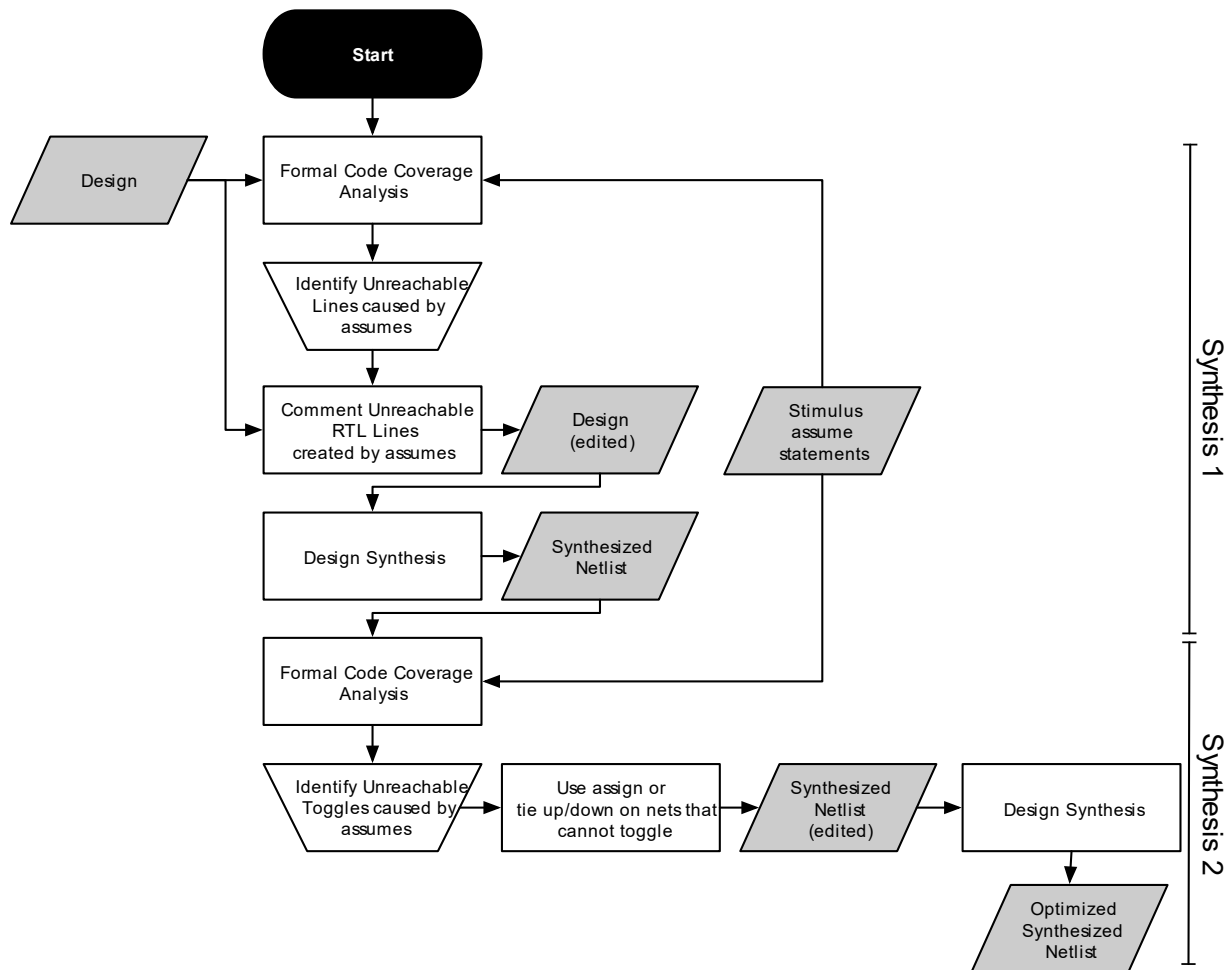 Start
Design
Formal Code Coverage
Analysis
Identify Unreachable
Lines caused by
assumes
Comment Unreachable
RTL Lines
created by assumes
Design
(edited)
Stimulus
assume
statements
Synthesis 1
Design Synthesis
Synthesized
Netlist
Formal Code Coverage
Analysis
Identify Unreachable
Toggles caused by
assumes
Use assign or
tie up/down on nets that
cannot toggle
Synthesized
Netlist
(edited)
Design Synthesis
Synthesis 2
Optimized
Synthesized
Netlist